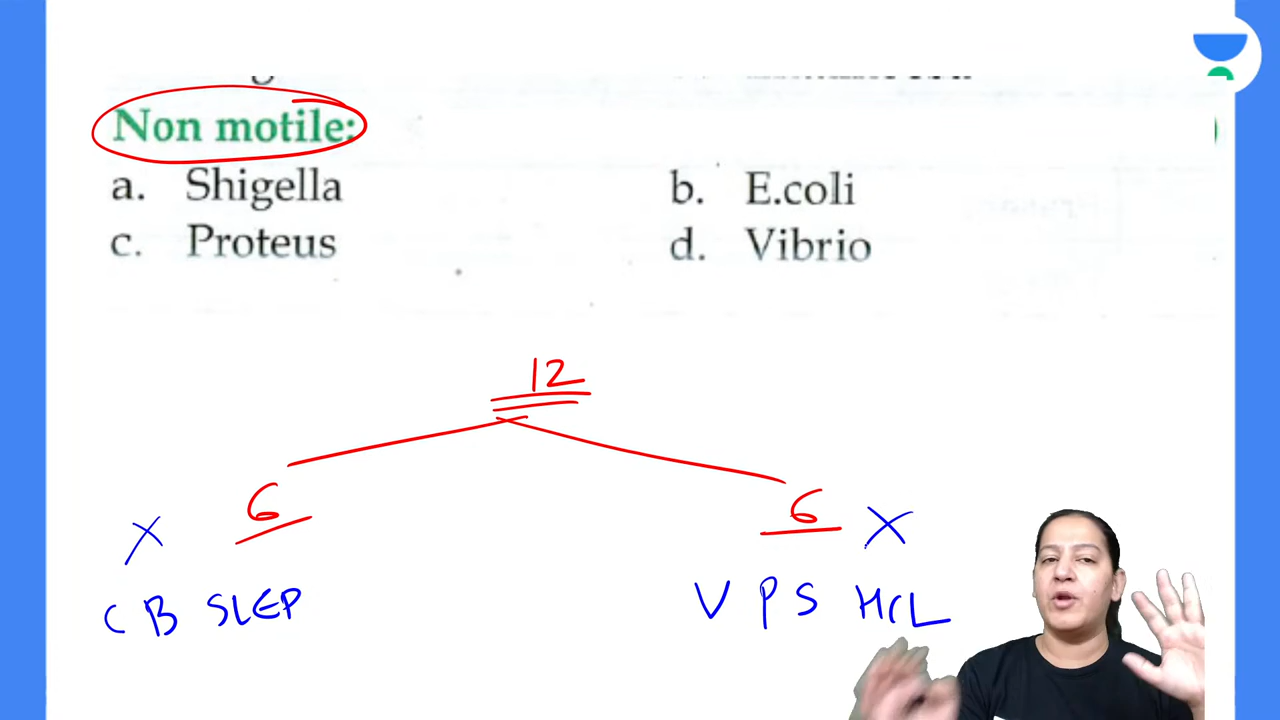 Non motile:
a. Shigella b. E.coli
c. Proteus d. Vibrio
12
6 6
X X
C B SLEP V P S HCL